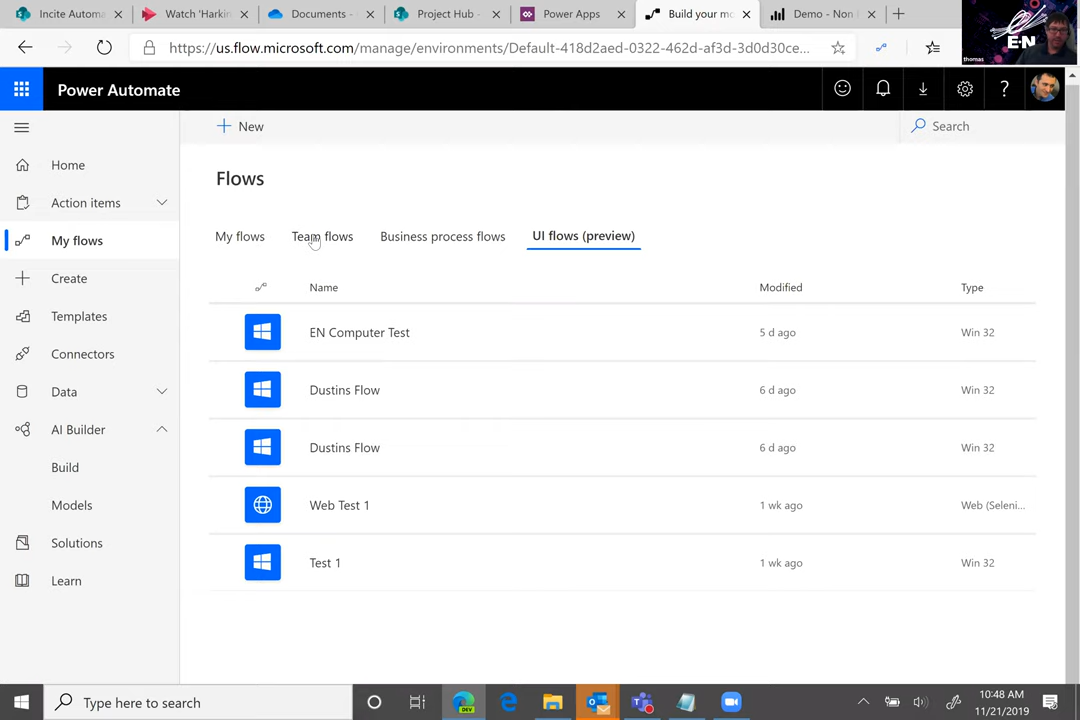 Incite Autom
Watch 'Harkin
Documents -
Project Hub -
Power Apps
Build your mo
Demo - Non
https://us.flow.microsoft.com/manage/environments/Default-418d2aed-0322-462d-af3d-3d0d30ce...
EN
thomas
Power Automate
New
Search
Home
Action items
My flows
Create
Templates
Connectors
Data
AI Builder
Build
Models
Solutions
Learn
Flows
My flows Team flows Business process flows UI flows (preview)
Name Modified Type
EN Computer Test 5 d ago Win 32
Dustins Flow 6 d ago Win 32
Dustins Flow 6 d ago Win 32
Web Test 1 1 wk ago Web (Seleni...
Test 1 1 wk ago Win 32
Type here to search
DEV
10:48 AM
11/21/2019